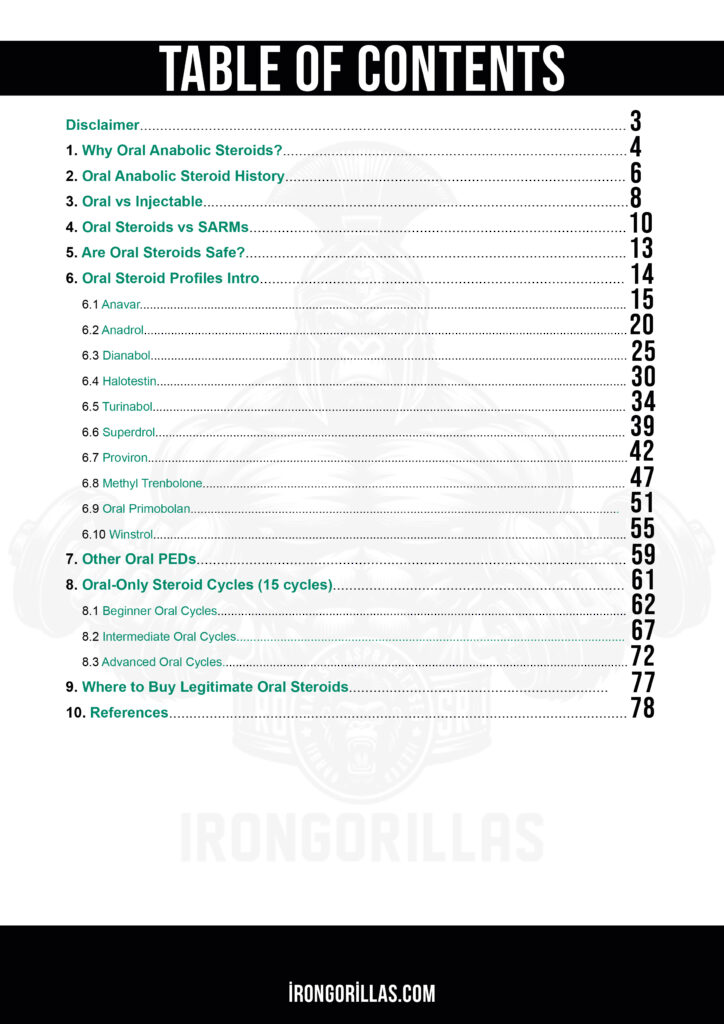 TABLE OF CONTENTS
Disclaimer........................................................ 3
1. Why Oral Anabolic Steroids?........................................................ 4
2. Oral Anabolic Steroid History........................................................ 6
3. Oral vs Injectable........................................................ 8
4. Oral Steroids vs SARMs........................................................ 10
5. Are Oral Steroids Safe?........................................................ 13
6. Oral Steroid Profiles Intro........................................................ 14
6.1 Anavar........................................................ 15
6.2 Anadrol........................................................ 20
6.3 Dianabol........................................................ 25
6.4 Halotestin........................................................ 30
6.5 Turinabol........................................................ 34
6.6 Superdrol........................................................ 39
6.7 Proviron........................................................ 42
6.8 Methyl Trenbolone........................................................ 47
6.9 Oral Primobolan........................................................ 51
6.10 Winstrol........................................................ 55
7. Other Oral PEDs........................................................ 59
8. Oral-Only Steroid Cycles (15 cycles)........................................................ 61
8.1 Beginner Oral Cycles........................................................ 62
8.2 Intermediate Oral Cycles........................................................ 67
8.3 Advanced Oral Cycles........................................................ 72
9. Where to Buy Legitimate Oral Steroids........................................................ 77
10. References........................................................ 78
IRONGORILLAS
İRONGORİLLAS.COM